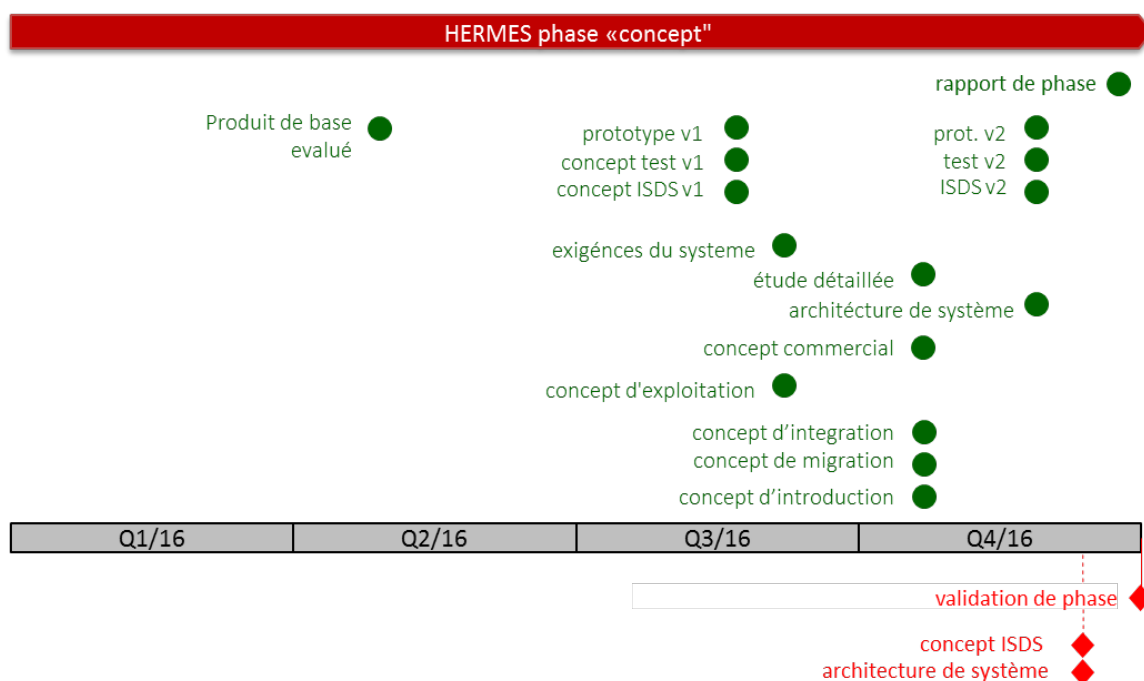 HERMES phase «concept"
rapport de phase
Produit de base
evalué
prototype v1
concept test v1
concept ISDS v1
prot. v2
test v2
ISDS v2
exigénces du systeme
étude détaillée
architécture de système
concept commercial
concept d'exploitation
concept d’integration
concept de migration
concept d’introduction
Q1/16 Q2/16 Q3/16 Q4/16
validation de phase
concept ISDS
architecture de système